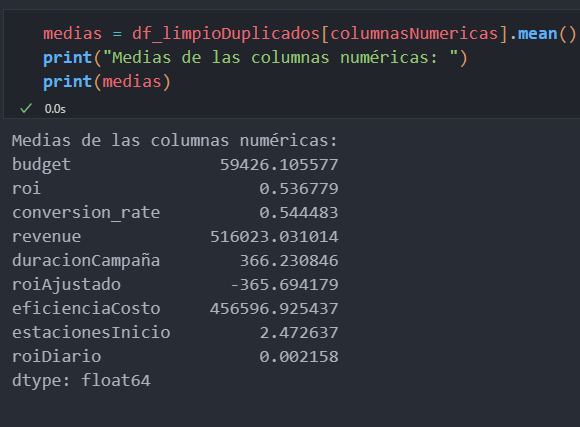 medias = df_limpioDuplicados[columnasNumericas].mean()
print("Medias de las columnas numéricas: ")
print(medias)
0.0s
Medias de las columnas numéricas:
budget 59426.105577
roi 0.536779
conversion_rate 0.544483
revenue 516023.031014
duracionCampaña 366.230846
roiAjustado -365.694179
eficienciaCosto 456596.925437
estacionesInicio 2.472637
roiDiario 0.002158
dtype: float64